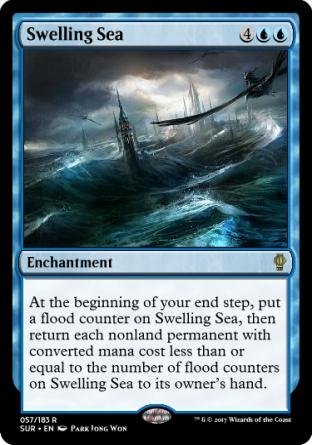 Swelling Sea 4
Enchantment
At the beginning of your end step, put
a flood counter on Swelling Sea, then
return each nonland permanent with
converted mana cost less than or
equal to the number of flood counters
on Swelling Sea to its owner's hand.
057/183 R
SUR • EN Park Jong Won
™ & © 2017 Wizards of the Coast